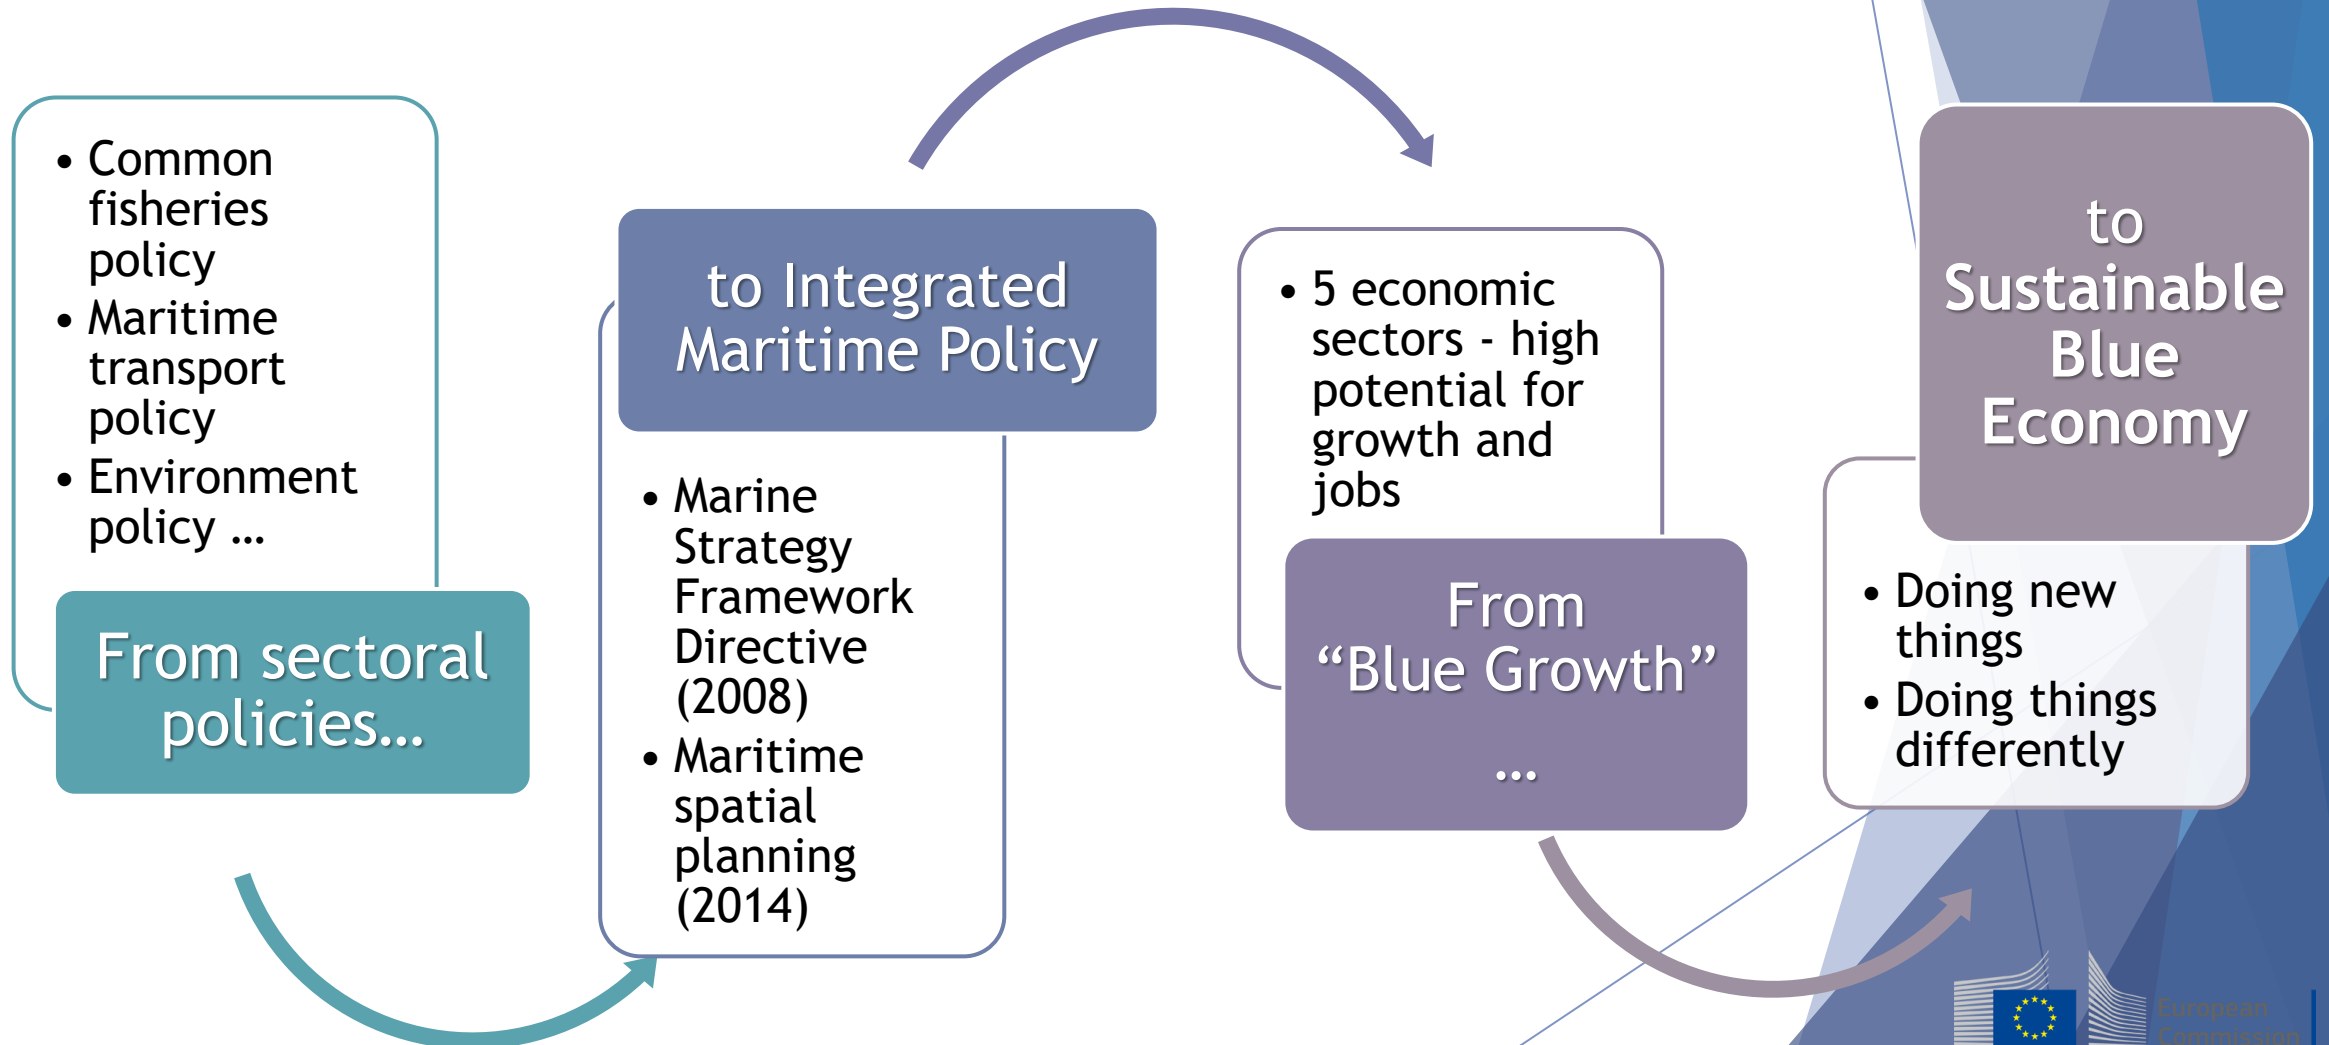 • Common
fisheries
policy
• Maritime
transport
policy
• Environment
policy …
From sectoral
policies…
to Integrated
Maritime Policy
• Marine
Strategy
Framework
Directive
(2008)
• Maritime
spatial
planning
(2014)
• 5 economic
sectors - high
potential for
growth and
jobs
From
“Blue Growth”
…
to
Sustainable
Blue
Economy
• Doing new
things
• Doing things
differently
European
Commission